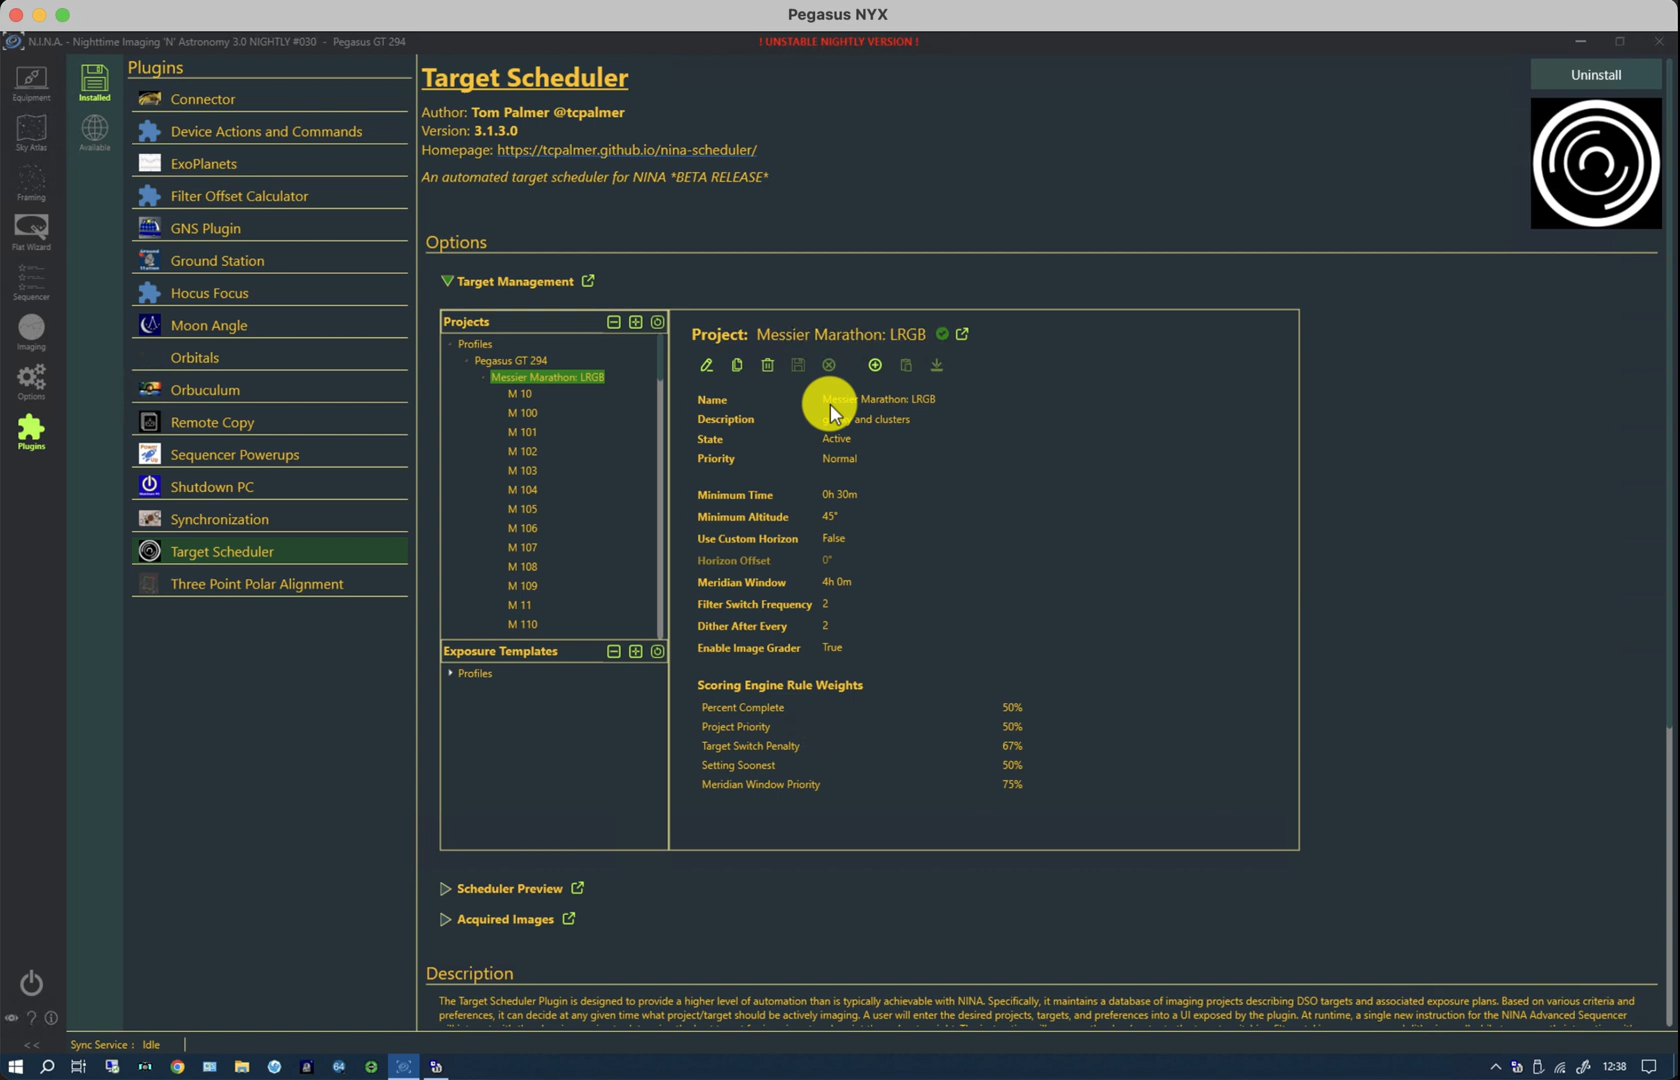 Pegasus NYX
N.I.N.A. - Nighttime Imaging 'N' Astronomy 3.0 NIGHTLY #030 - Pegasus GT 294
! UNSTABLE NIGHTLY VERSION !
Equipment
Sky Atlas
Framing
Flat Wizard
Sequencer
Imaging
Options
Plugins
Installed
Available
Plugins
Connector
Device Actions and Commands
ExoPlanets
Filter Offset Calculator
GNS Plugin
Ground Station
Hocus Focus
Moon Angle
Orbitals
Orbuculum
Remote Copy
Sequencer Powerups
Shutdown PC
Synchronization
Target Scheduler
Three Point Polar Alignment
Target Scheduler
Uninstall
Author: Tom Palmer @tcpalmer
Version: 3.1.3.0
Homepage: https://tcpalmer.github.io/nina-scheduler/
An automated target scheduler for NINA *BETA RELEASE*
Options
Target Management
Projects
Profiles
Pegasus GT 294
Messier Marathon: LRGB
M 10
M 100
M 101
M 102
M 103
M 104
M 105
M 106
M 107
M 108
M 109
M 11
M 110
Exposure Templates
Profiles
Project: Messier Marathon: LRGB
Name Messier Marathon: LRGB
Description and clusters
State Active
Priority Normal
Minimum Time 0h 30m
Minimum Altitude 45°
Use Custom Horizon False
Horizon Offset 0°
Meridian Window 4h 0m
Filter Switch Frequency 2
Dither After Every 2
Enable Image Grader True
Scoring Engine Rule Weights
Percent Complete 50%
Project Priority 50%
Target Switch Penalty 67%
Setting Soonest 50%
Meridian Window Priority 75%
Scheduler Preview
Acquired Images
Description
The Target Scheduler Plugin is designed to provide a higher level of automation than is typically achievable with NINA. Specifically, it maintains a database of imaging projects describing DSO targets and associated exposure plans. Based on various criteria and
preferences, it can decide at any given time what project/target should be actively imaging. A user will enter the desired projects, targets, and preferences into a UI exposed by the plugin. At runtime, a single new instruction for the NINA Advanced Sequencer
<<
Sync Service : Idle
64
12:38